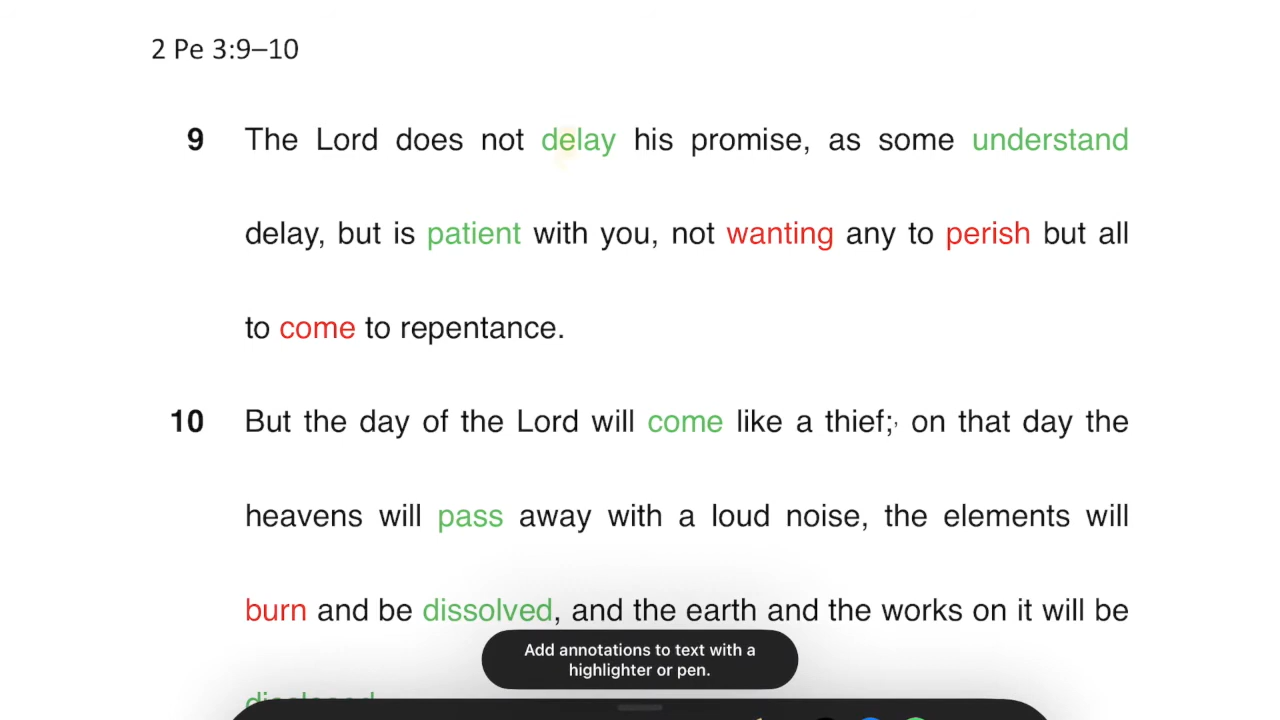 2 Pe 3:9–10
9 The Lord does not delay his promise, as some understand
delay, but is patient with you, not wanting any to perish but all
to come to repentance.
10 But the day of the Lord will come like a thief;, on that day the
heavens will pass away with a loud noise, the elements will
burn and be dissolved, and the earth and the works on it will be
Add annotations to text with a
highlighter or pen.